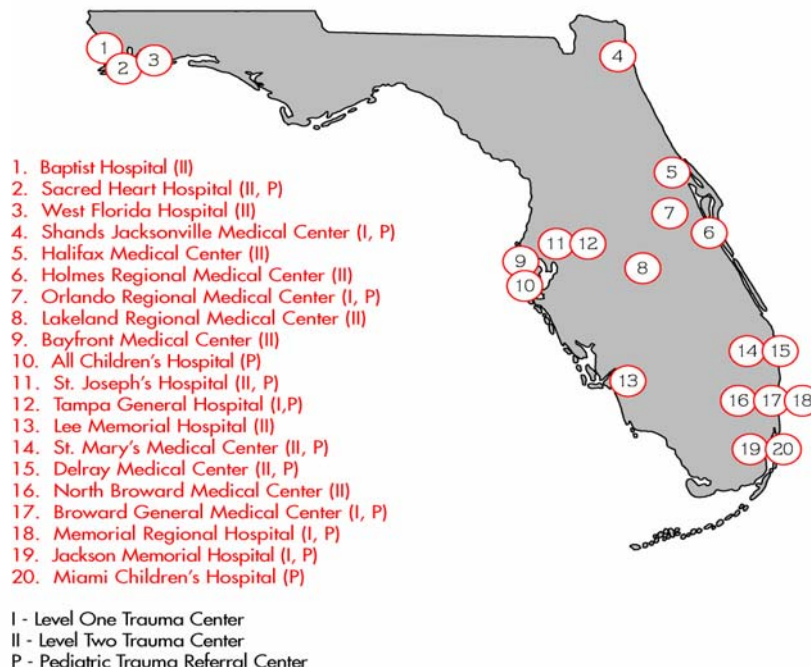 1
2
3
4
5
6
7
8
9
10
11
12
13
14
15
16
17
18
19
20
1. Baptist Hospital (II)
2. Sacred Heart Hospital (II, P)
3. West Florida Hospital (II)
4. Shands Jacksonville Medical Center (I, P)
5. Halifax Medical Center (II)
6. Holmes Regional Medical Center (II)
7. Orlando Regional Medical Center (I, P)
8. Lakeland Regional Medical Center (II)
9. Bayfront Medical Center (II)
10. All Children's Hospital (P)
11. St. Joseph's Hospital (II, P)
12. Tampa General Hospital (I,P)
13. Lee Memorial Hospital (II)
14. St. Mary's Medical Center (II, P)
15. Delray Medical Center (II, P)
16. North Broward Medical Center (II)
17. Broward General Medical Center (I, P)
18. Memorial Regional Hospital (I, P)
19. Jackson Memorial Hospital (I, P)
20. Miami Children's Hospital (P)
I - Level One Trauma Center
II - Level Two Trauma Center
P - Pediatric Trauma Referral Center